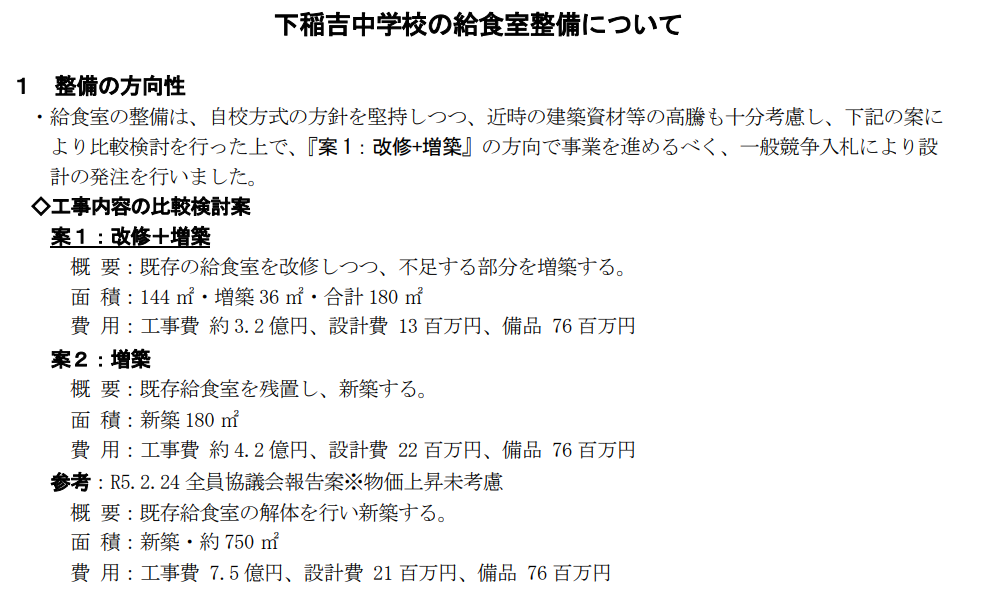 下稲吉中学校の給食室整備について
１　整備の方向性
・給食室の整備は、自校方式の方針を堅持しつつ、近時の建築資材等の高騰も十分考慮し、下記の案に
より比較検討を行った上で、『案１：改修+増築』の方向で事業を進めるべく、一般競争入札により設
計の発注を行いました。
◇工事内容の比較検討案
案１：改修＋増築
概 要：既存の給食室を改修しつつ、不足する部分を増築する。
面 積：144 ㎡・増築 36 ㎡・合計 180 ㎡
費 用：工事費 約 3.2 億円、設計費 13 百万円、備品 76 百万円
案２：増築
概 要：既存給食室を残置し、新築する。
面 積：新築 180 ㎡
費 用：工事費 約 4.2 億円、設計費 22 百万円、備品 76 百万円
参考：R5.2.24 全員協議会報告案※物価上昇未考慮
概 要：既存給食室の解体を行い新築する。
面 積：新築・約 750 ㎡
費 用：工事費 7.5 億円、設計費 21 百万円、備品 76 百万円